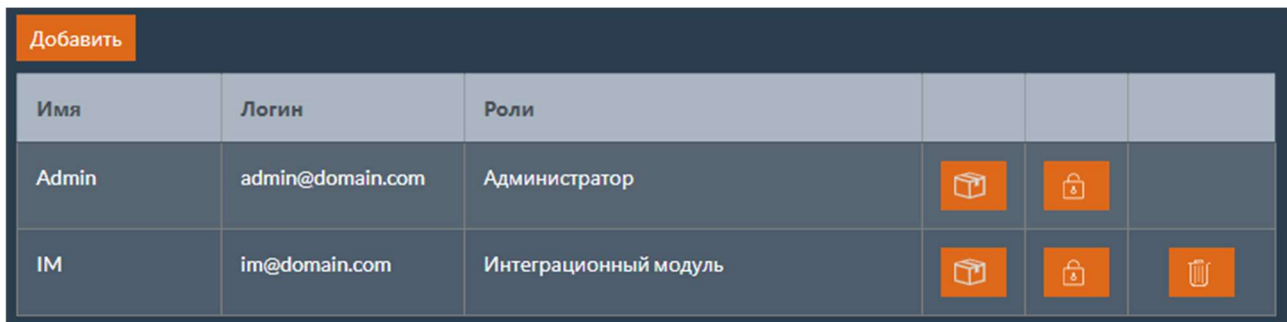 Добавить
Имя Логин Роли
Admin admin@domain.com Администратор
IM im@domain.com Интеграционный модуль